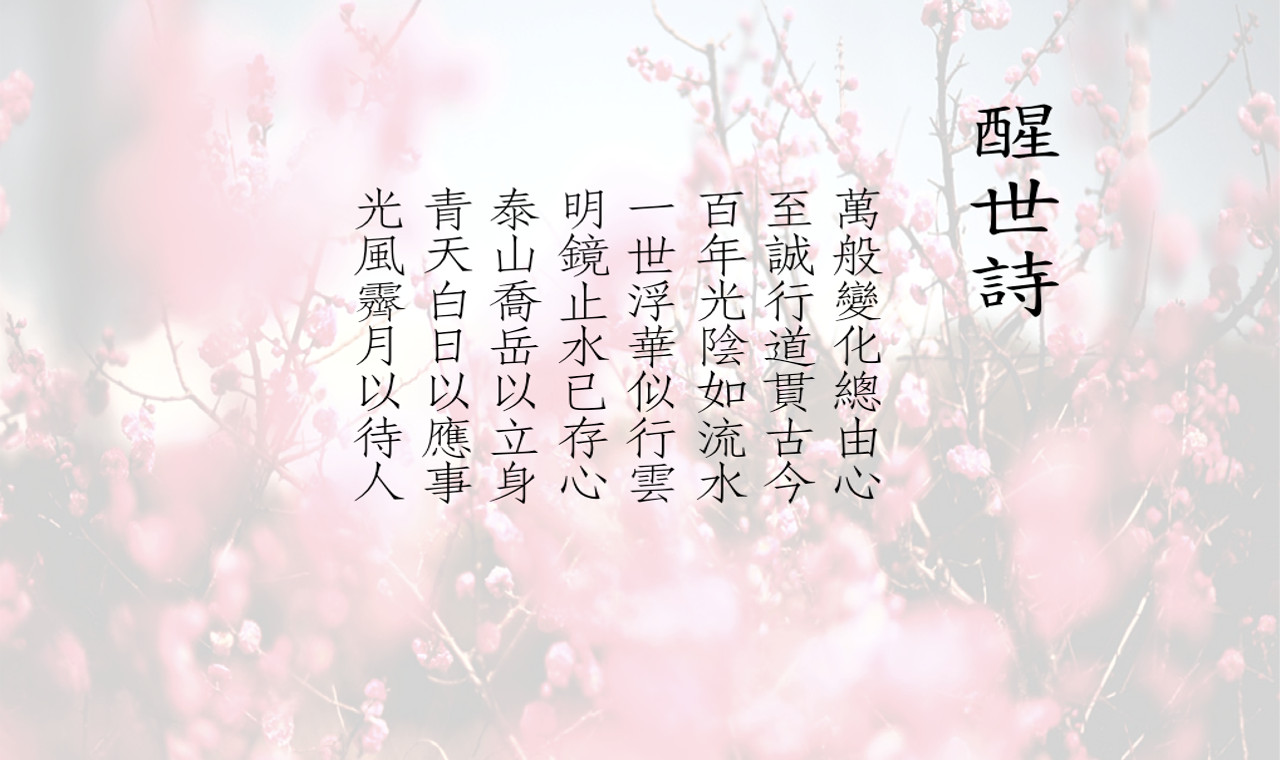 醒世詩
萬般變化總由心
至誠行道貫古今
百年光陰如流水
一世浮華似行雲
明鏡止水已存心
泰山喬岳以立身
青天白日以應事
光風霽月以待人